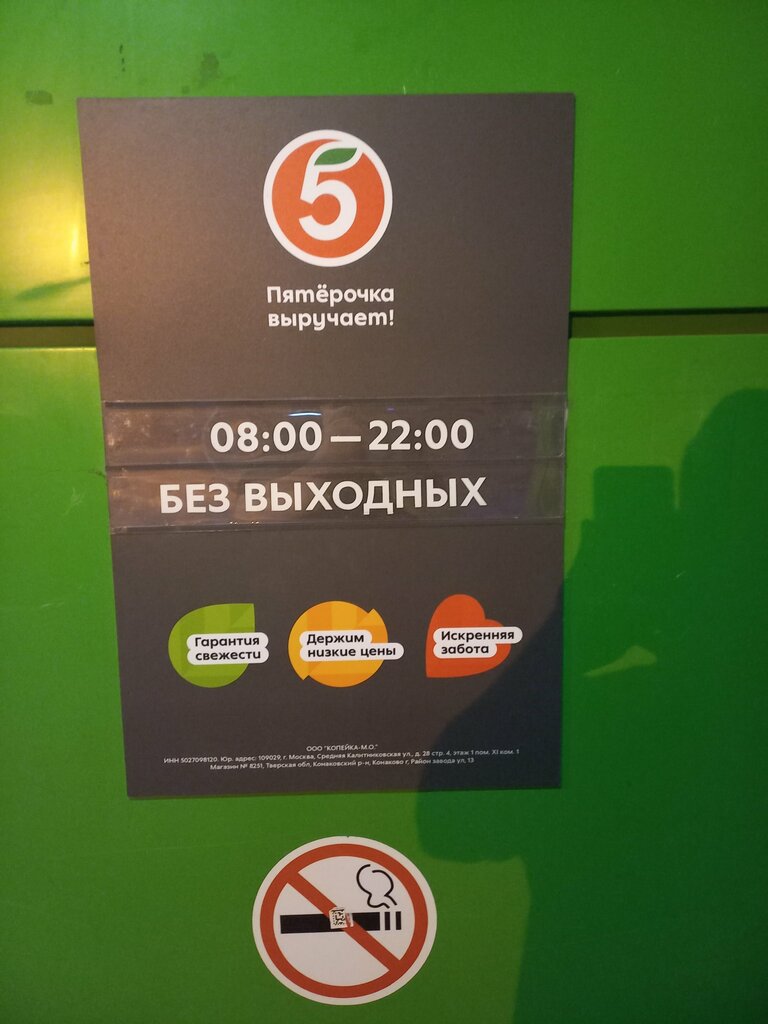 5
Пятёрочка
выручает!
08:00 — 22:00
БЕЗ ВЫХОДНЫХ
Гарантия
свежести
Держим
низкие цены
Искренняя
забота
ООО "КОПЕЙКА-М.О."
ИНН 5027098120. Юр. адрес: 109029, г. Москва, Средняя Калитниковская ул., д. 28 стр. 4, этаж 1 пом. XI ком. 1
Магазин № 8251, Тверская обл, Конаковский р-н, Конаково г, Район завода ул, 13